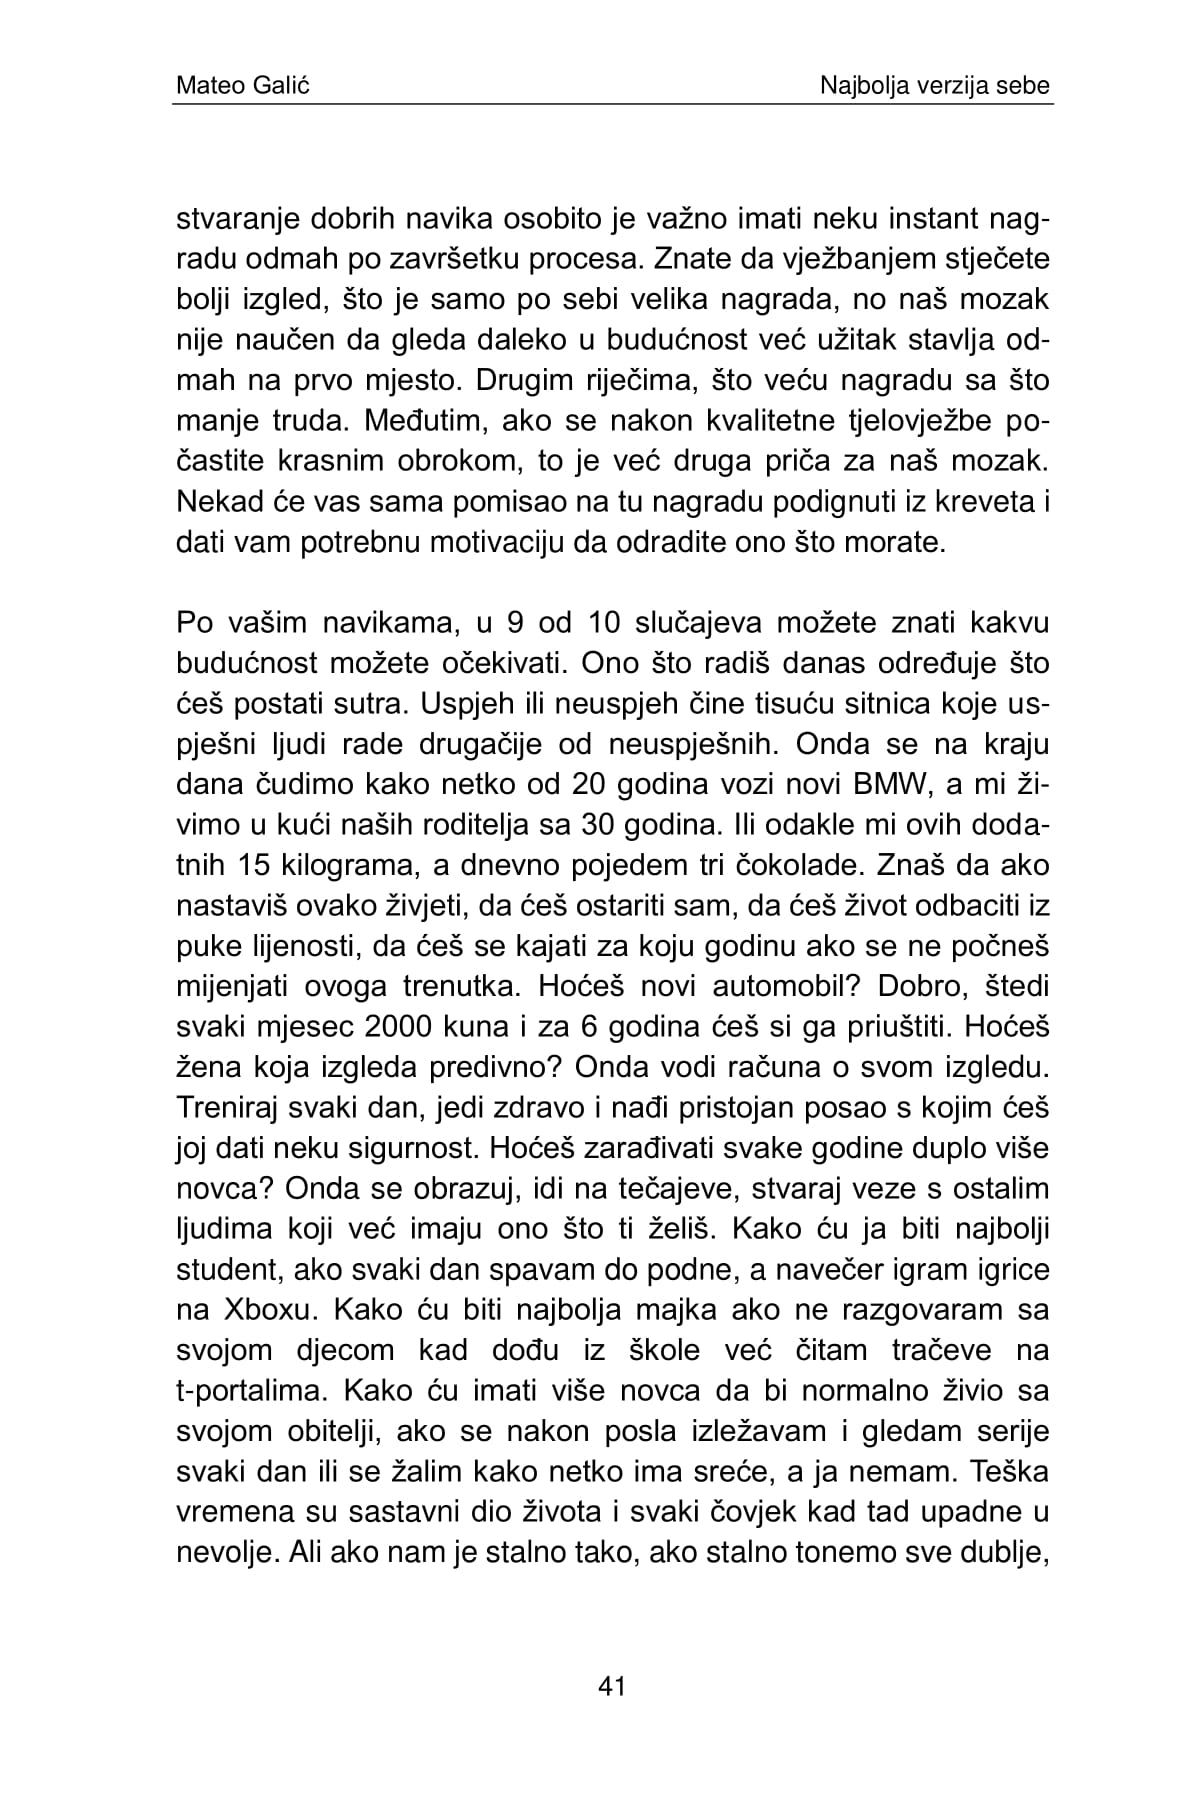 Mateo Galić Najbolja verzija sebe
stvaranje dobrih navika osobito je važno imati neku instant nag-
radu odmah po završetku procesa. Znate da vježbanjem stječete
bolji izgled, što je samo po sebi velika nagrada, no naš mozak
nije naučen da gleda daleko u budućnost već užitak stavlja od-
mah na prvo mjesto. Drugim riječima, što veću nagradu sa što
manje truda. Međutim, ako se nakon kvalitetne tjelovježbe po-
častite krasnim obrokom, to je već druga priča za naš mozak.
Nekad će vas sama pomisao na tu nagradu podignuti iz kreveta i
dati vam potrebnu motivaciju da odradite ono što morate.
Po vašim navikama, u 9 od 10 slučajeva možete znati kakvu
budućnost možete očekivati. Ono što radiš danas određuje što
ćeš postati sutra. Uspjeh ili neuspjeh čine tisuću sitnica koje us-
pješni ljudi rade drugačije od neuspješnih. Onda se na kraju
dana čudimo kako netko od 20 godina vozi novi BMW, a mi ži-
vimo u kući naših roditelja sa 30 godina. Ili odakle mi ovih doda-
tnih 15 kilograma, a dnevno pojedem tri čokolade. Znaš da ako
nastaviš ovako živjeti, da ćeš ostariti sam, da ćeš život odbaciti iz
puke lijenosti, da ćeš se kajati za koju godinu ako se ne počneš
mijenjati ovoga trenutka. Hoćeš novi automobil? Dobro, štedi
svaki mjesec 2000 kuna i za 6 godina ćeš si ga priuštiti. Hoćeš
žena koja izgleda predivno? Onda vodi računa o svom izgledu.
Treniraj svaki dan, jedi zdravo i nađi pristojan posao s kojim ćeš
joj dati neku sigurnost. Hoćeš zarađivati svake godine duplo više
novca? Onda se obrazuj, idi na tečajeve, stvaraj veze s ostalim
ljudima koji već imaju ono što ti želiš. Kako ću ja biti najbolji
student, ako svaki dan spavam do podne, a navečer igram igrice
na Xboxu. Kako ću biti najbolja majka ako ne razgovaram sa
svojom djecom kad dođu iz škole već čitam tračeve na
t-portalima. Kako ću imati više novca da bi normalno živio sa
svojom obitelji, ako se nakon posla izležavam i gledam serije
svaki dan ili se žalim kako netko ima sreće, a ja nemam. Teška
vremena su sastavni dio života i svaki čovjek kad tad upadne u
nevolje. Ali ako nam je stalno tako, ako stalno tonemo sve dublje,
41